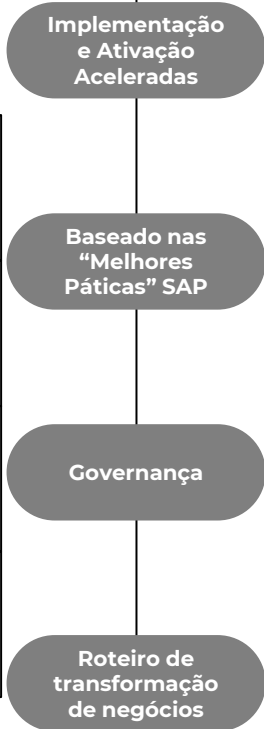 Implementação
e Ativação
Aceleradas
Baseado nas
“Melhores
Páticas” SAP
Governança
Roteiro de
transformação
de negócios